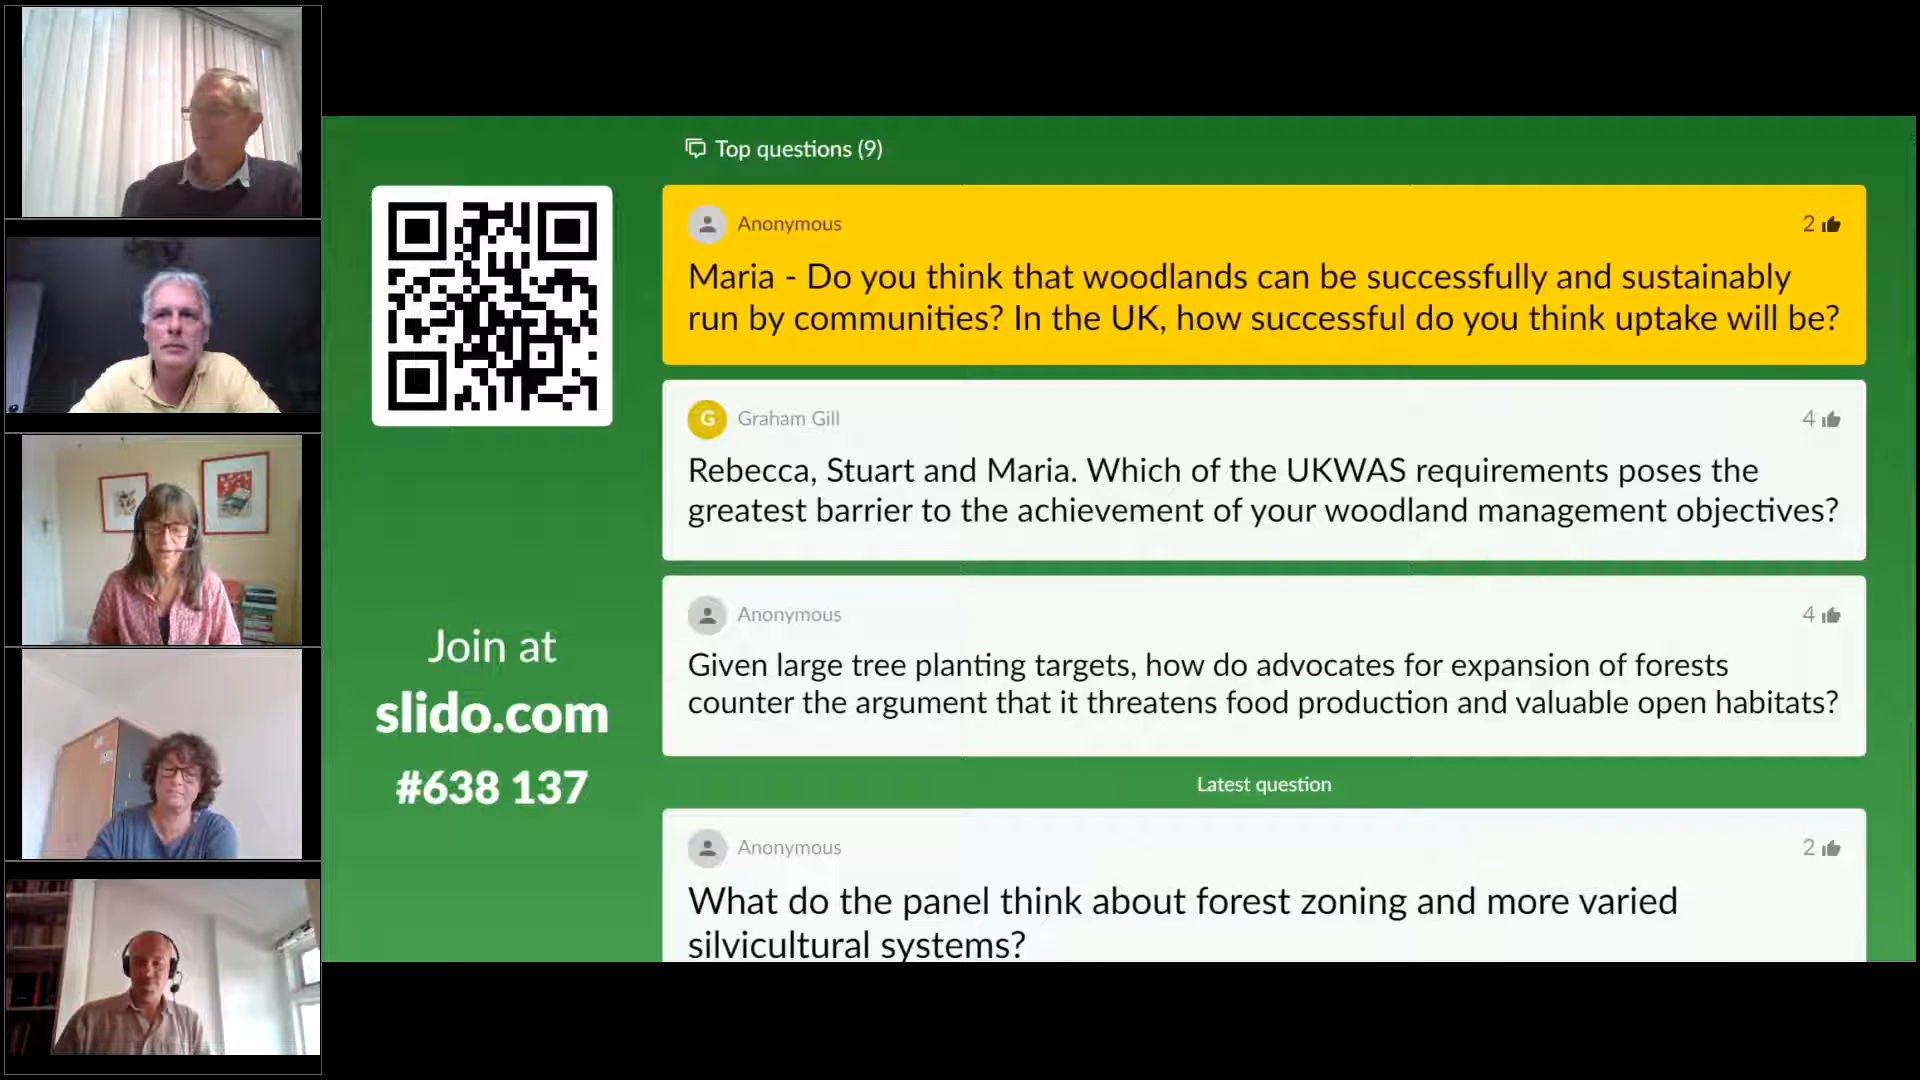 Top questions (9)
Anonymous
2
Maria - Do you think that woodlands can be successfully and sustainably
run by communities? In the UK, how successful do you think uptake will be?
G
Graham Gill
4
Rebecca, Stuart and Maria. Which of the UKWAS requirements poses the
greatest barrier to the achievement of your woodland management objectives?
Anonymous
4
Given large tree planting targets, how do advocates for expansion of forests
counter the argument that it threatens food production and valuable open habitats?
Latest question
Anonymous
2
What do the panel think about forest zoning and more varied
silvicultural systems?
Join at
slido.com
#638 137